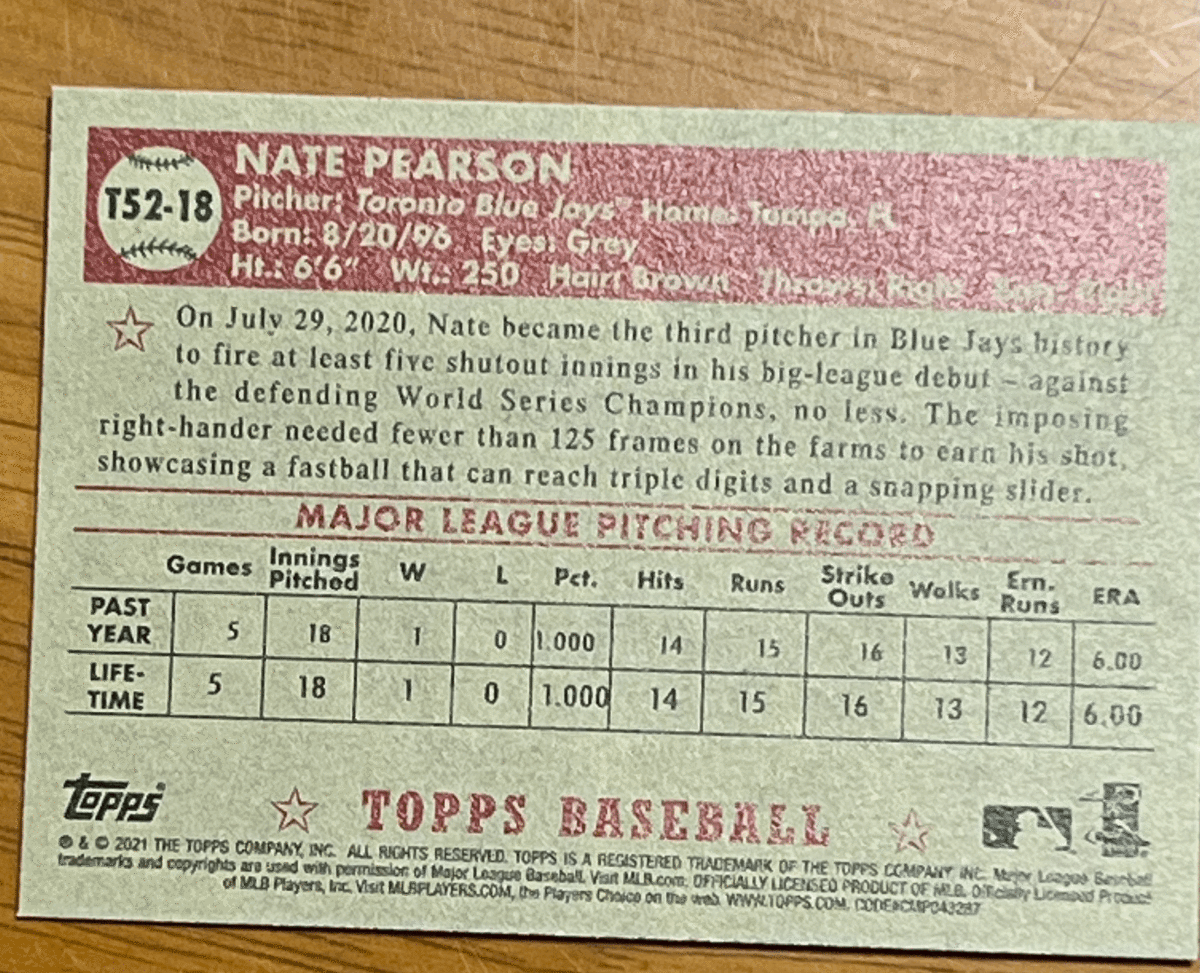 T52-18
NATE PEARSON
Pitcher: Toronto Blue Jays™ Home: Tampa, FL
Born: 8/20/96 Eyes: Grey
Ht.: 6'6" Wt.: 250 Hair: Brown Throws: Right Bats: Right
On July 29, 2020, Nate became the third pitcher in Blue Jays history
to fire at least five shutout innings in his big-league debut – against
the defending World Series Champions, no less. The imposing
right-hander needed fewer than 125 frames on the farms to earn his shot,
showcasing a fastball that can reach triple digits and a snapping slider.
MAJOR LEAGUE PITCHING RECORD
Games Innings Pitched W L Pct. Hits Runs Strike Outs Walks Ern. Runs ERA
PAST YEAR 5 18 1 0 1.000 14 15 16 13 12 6.00
LIFE-TIME 5 18 1 0 1.000 14 15 16 13 12 6.00
Topps
TOPPS BASEBALL
® & © 2021 THE TOPPS COMPANY, INC. ALL RIGHTS RESERVED. TOPPS IS A REGISTERED TRADEMARK OF THE TOPPS COMPANY, INC. Major League Baseball
trademarks and copyrights are used with permission of Major League Baseball. Visit MLB.com. OFFICIALLY LICENSED PRODUCT OF MLB. Officially Licensed Product
of MLB Players, Inc. Visit MLBPLAYERS.COM, the Players Choice on the web. WWW.TOPPS.COM. CODE#CMP043287